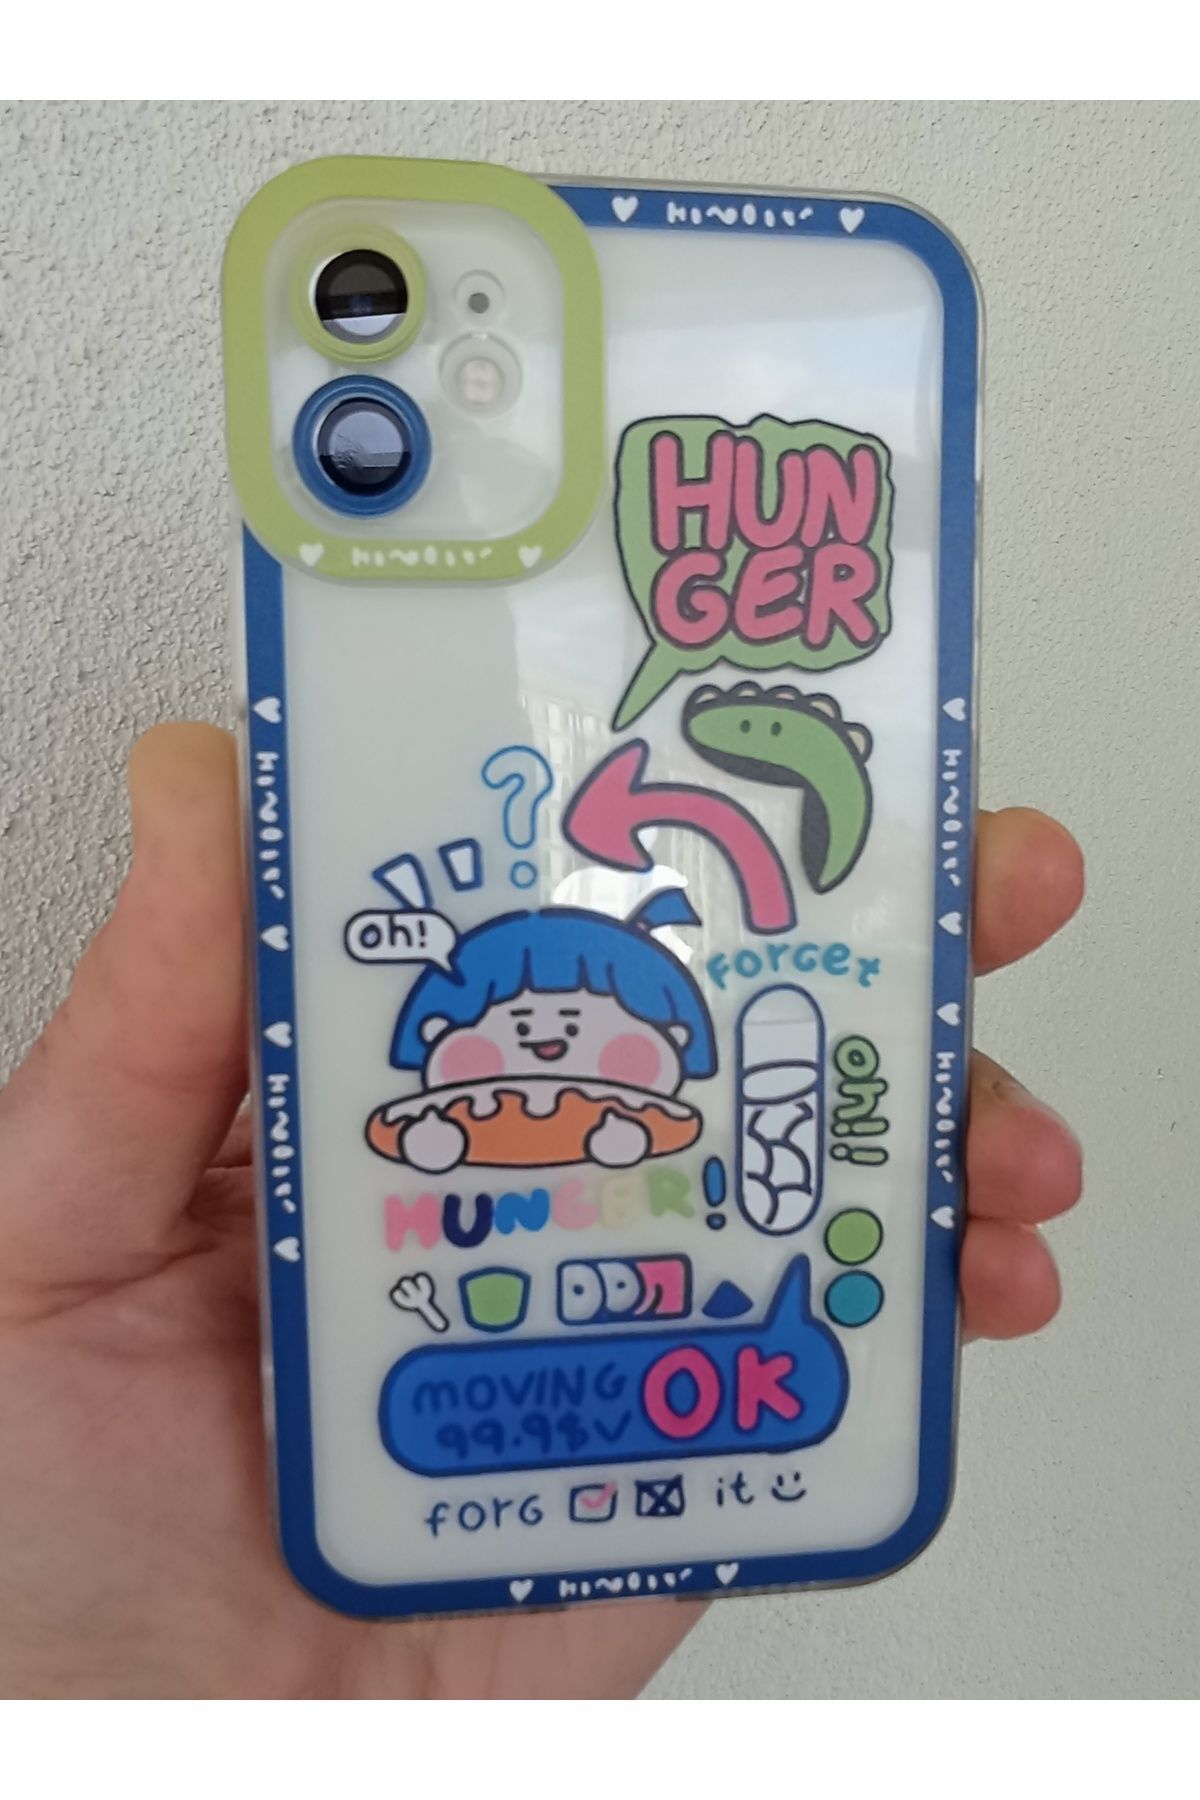 HUN
GER
?
oh!
Forget
oh!!
HUNGER!
MOVING
99.9$
OK
forg
it